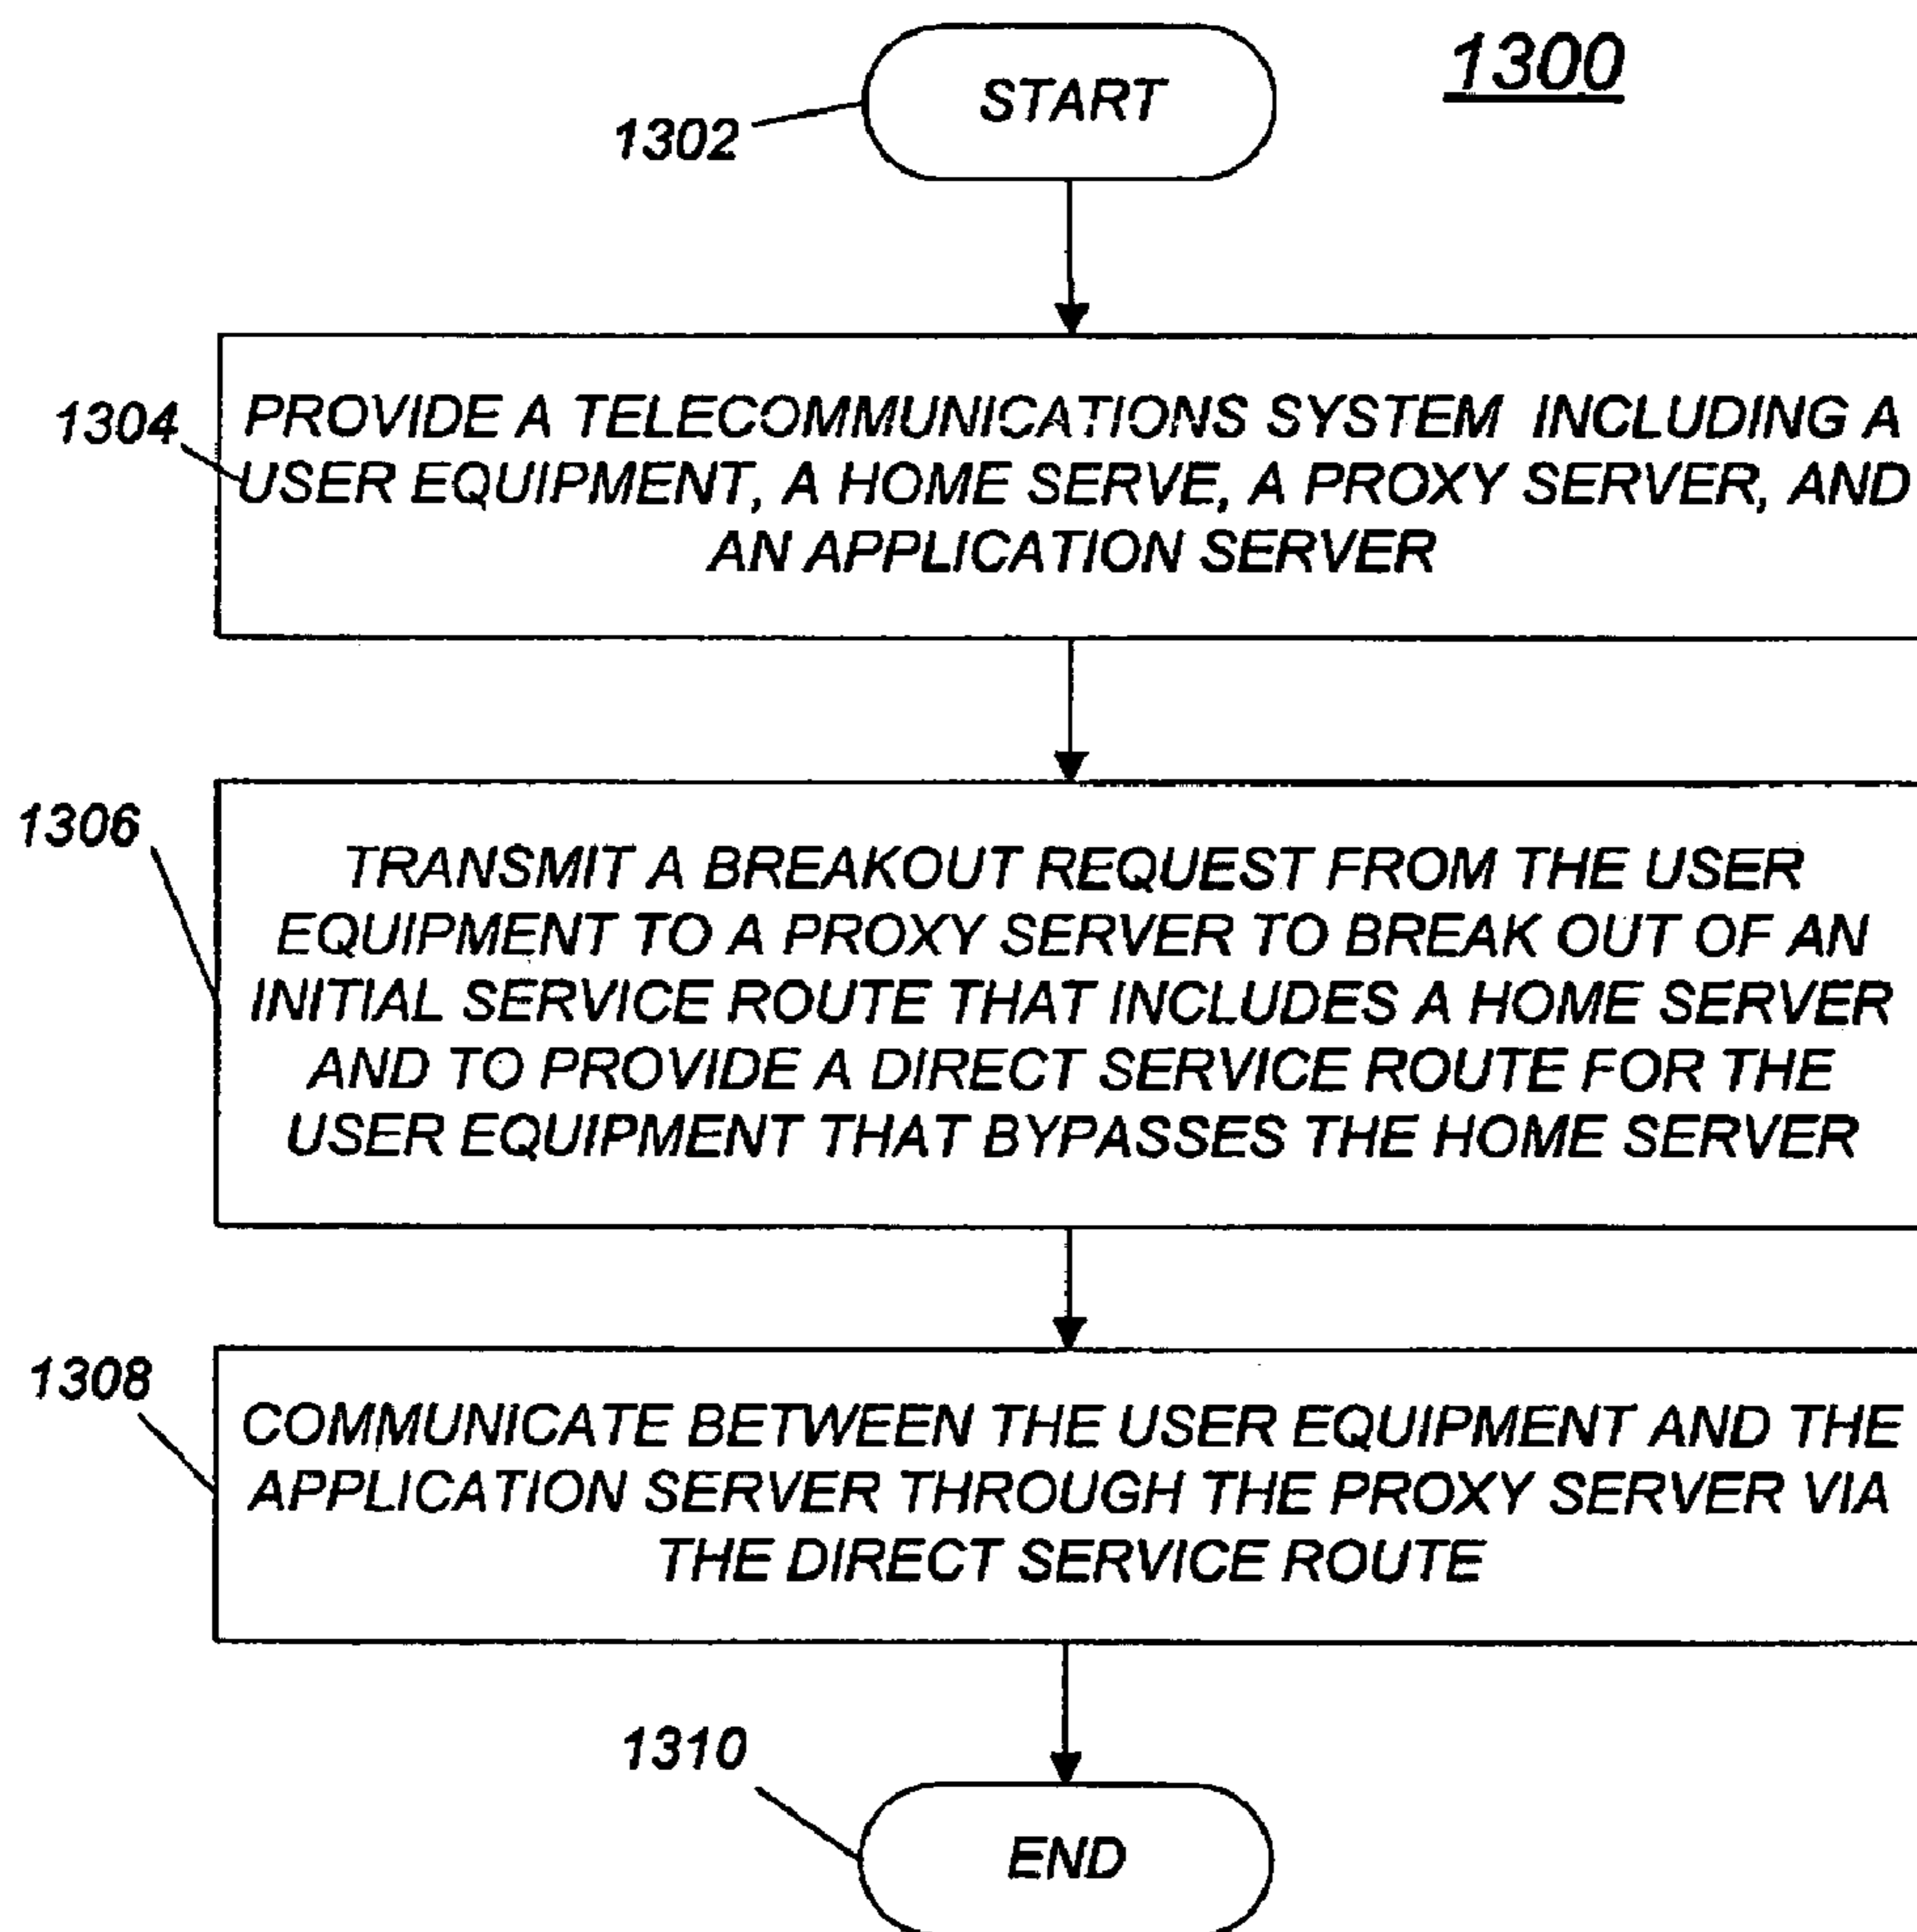 1300
START
1302
1304
PROVIDE A TELECOMMUNICATIONS SYSTEM INCLUDING A
USER EQUIPMENT, A HOME SERVE, A PROXY SERVER, AND
AN APPLICATION SERVER
1306
TRANSMIT A BREAKOUT REQUEST FROM THE USER
EQUIPMENT TO A PROXY SERVER TO BREAK OUT OF AN
INITIAL SERVICE ROUTE THAT INCLUDES A HOME SERVER
AND TO PROVIDE A DIRECT SERVICE ROUTE FOR THE
USER EQUIPMENT THAT BYPASSES THE HOME SERVER
1308
COMMUNICATE BETWEEN THE USER EQUIPMENT AND THE
APPLICATION SERVER THROUGH THE PROXY SERVER VIA
THE DIRECT SERVICE ROUTE
1310
END